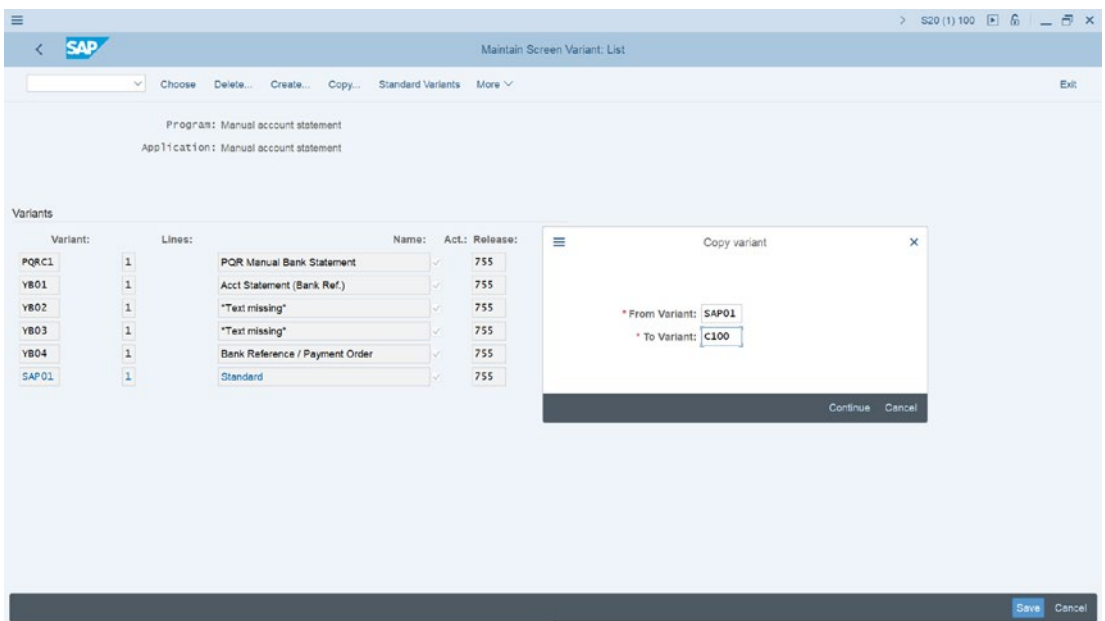 S20 (1) 100
SAP
Maintain Screen Variant: List
Choose Delete... Create... Copy... Standard Variants More Exit
Program: Manual account statement
Application: Manual account statement
Variants
Variant: Lines: Name: Act.: Release:
PQRC1 1 PQR Manual Bank Statement 755
YB01 1 Acct Statement (Bank Ref.) 755
YB02 1 "Text missing" 755
YB03 1 "Text missing" 755
YB04 1 Bank Reference / Payment Order 755
SAP01 1 Standard 755
Copy variant
* From Variant: SAP01
* To Variant: C100
Continue Cancel
Save Cancel